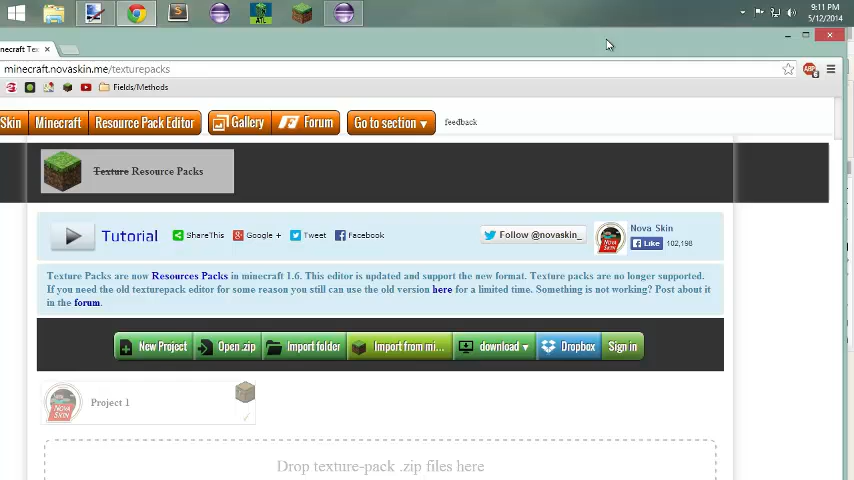 9:11 PM
5/12/2014
necraft Tex
minecraft.novaskin.me/texturepacks
Fields/Methods
Skin
Minecraft
Resource Pack Editor
Gallery
Forum
Go to section ▾
feedback
Texture Resource Packs
Tutorial
ShareThis
Google +
Tweet
Facebook
Follow @novaskin_
Nova Skin
Like
102,198
Texture Packs are now Resources Packs in minecraft 1.6. This editor is updated and support the new format. Texture packs are no longer supported.
If you need the old texturepack editor for some reason you still can use the old version here for a limited time. Something is not working? Post about it
in the forum.
New Project
Open .zip
Import folder
Import from mi...
download ▾
Dropbox
Sign in
NOVA SKIN
Project 1
Drop texture-pack .zip files here